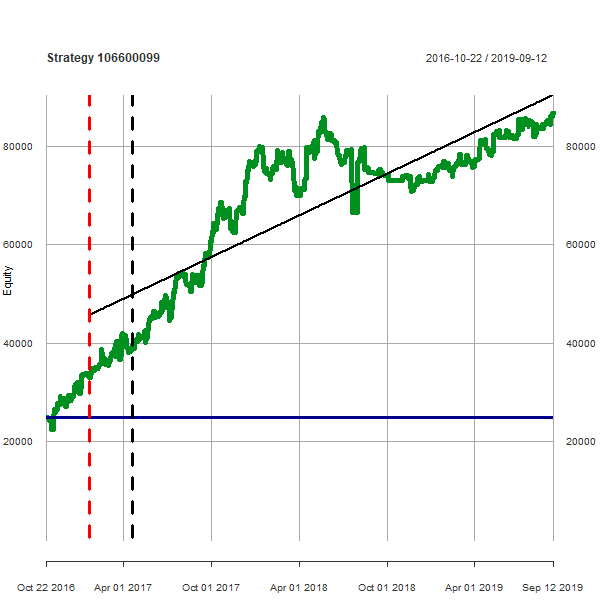 Strategy 106600099
2016-10-22 / 2019-09-12
80000 80000
60000 60000
Equity
40000 40000
20000 20000
Oct 22 2016 Apr 01 2017 Oct 01 2017 Apr 01 2018 Oct 01 2018 Apr 01 2019 Sep 12 2019